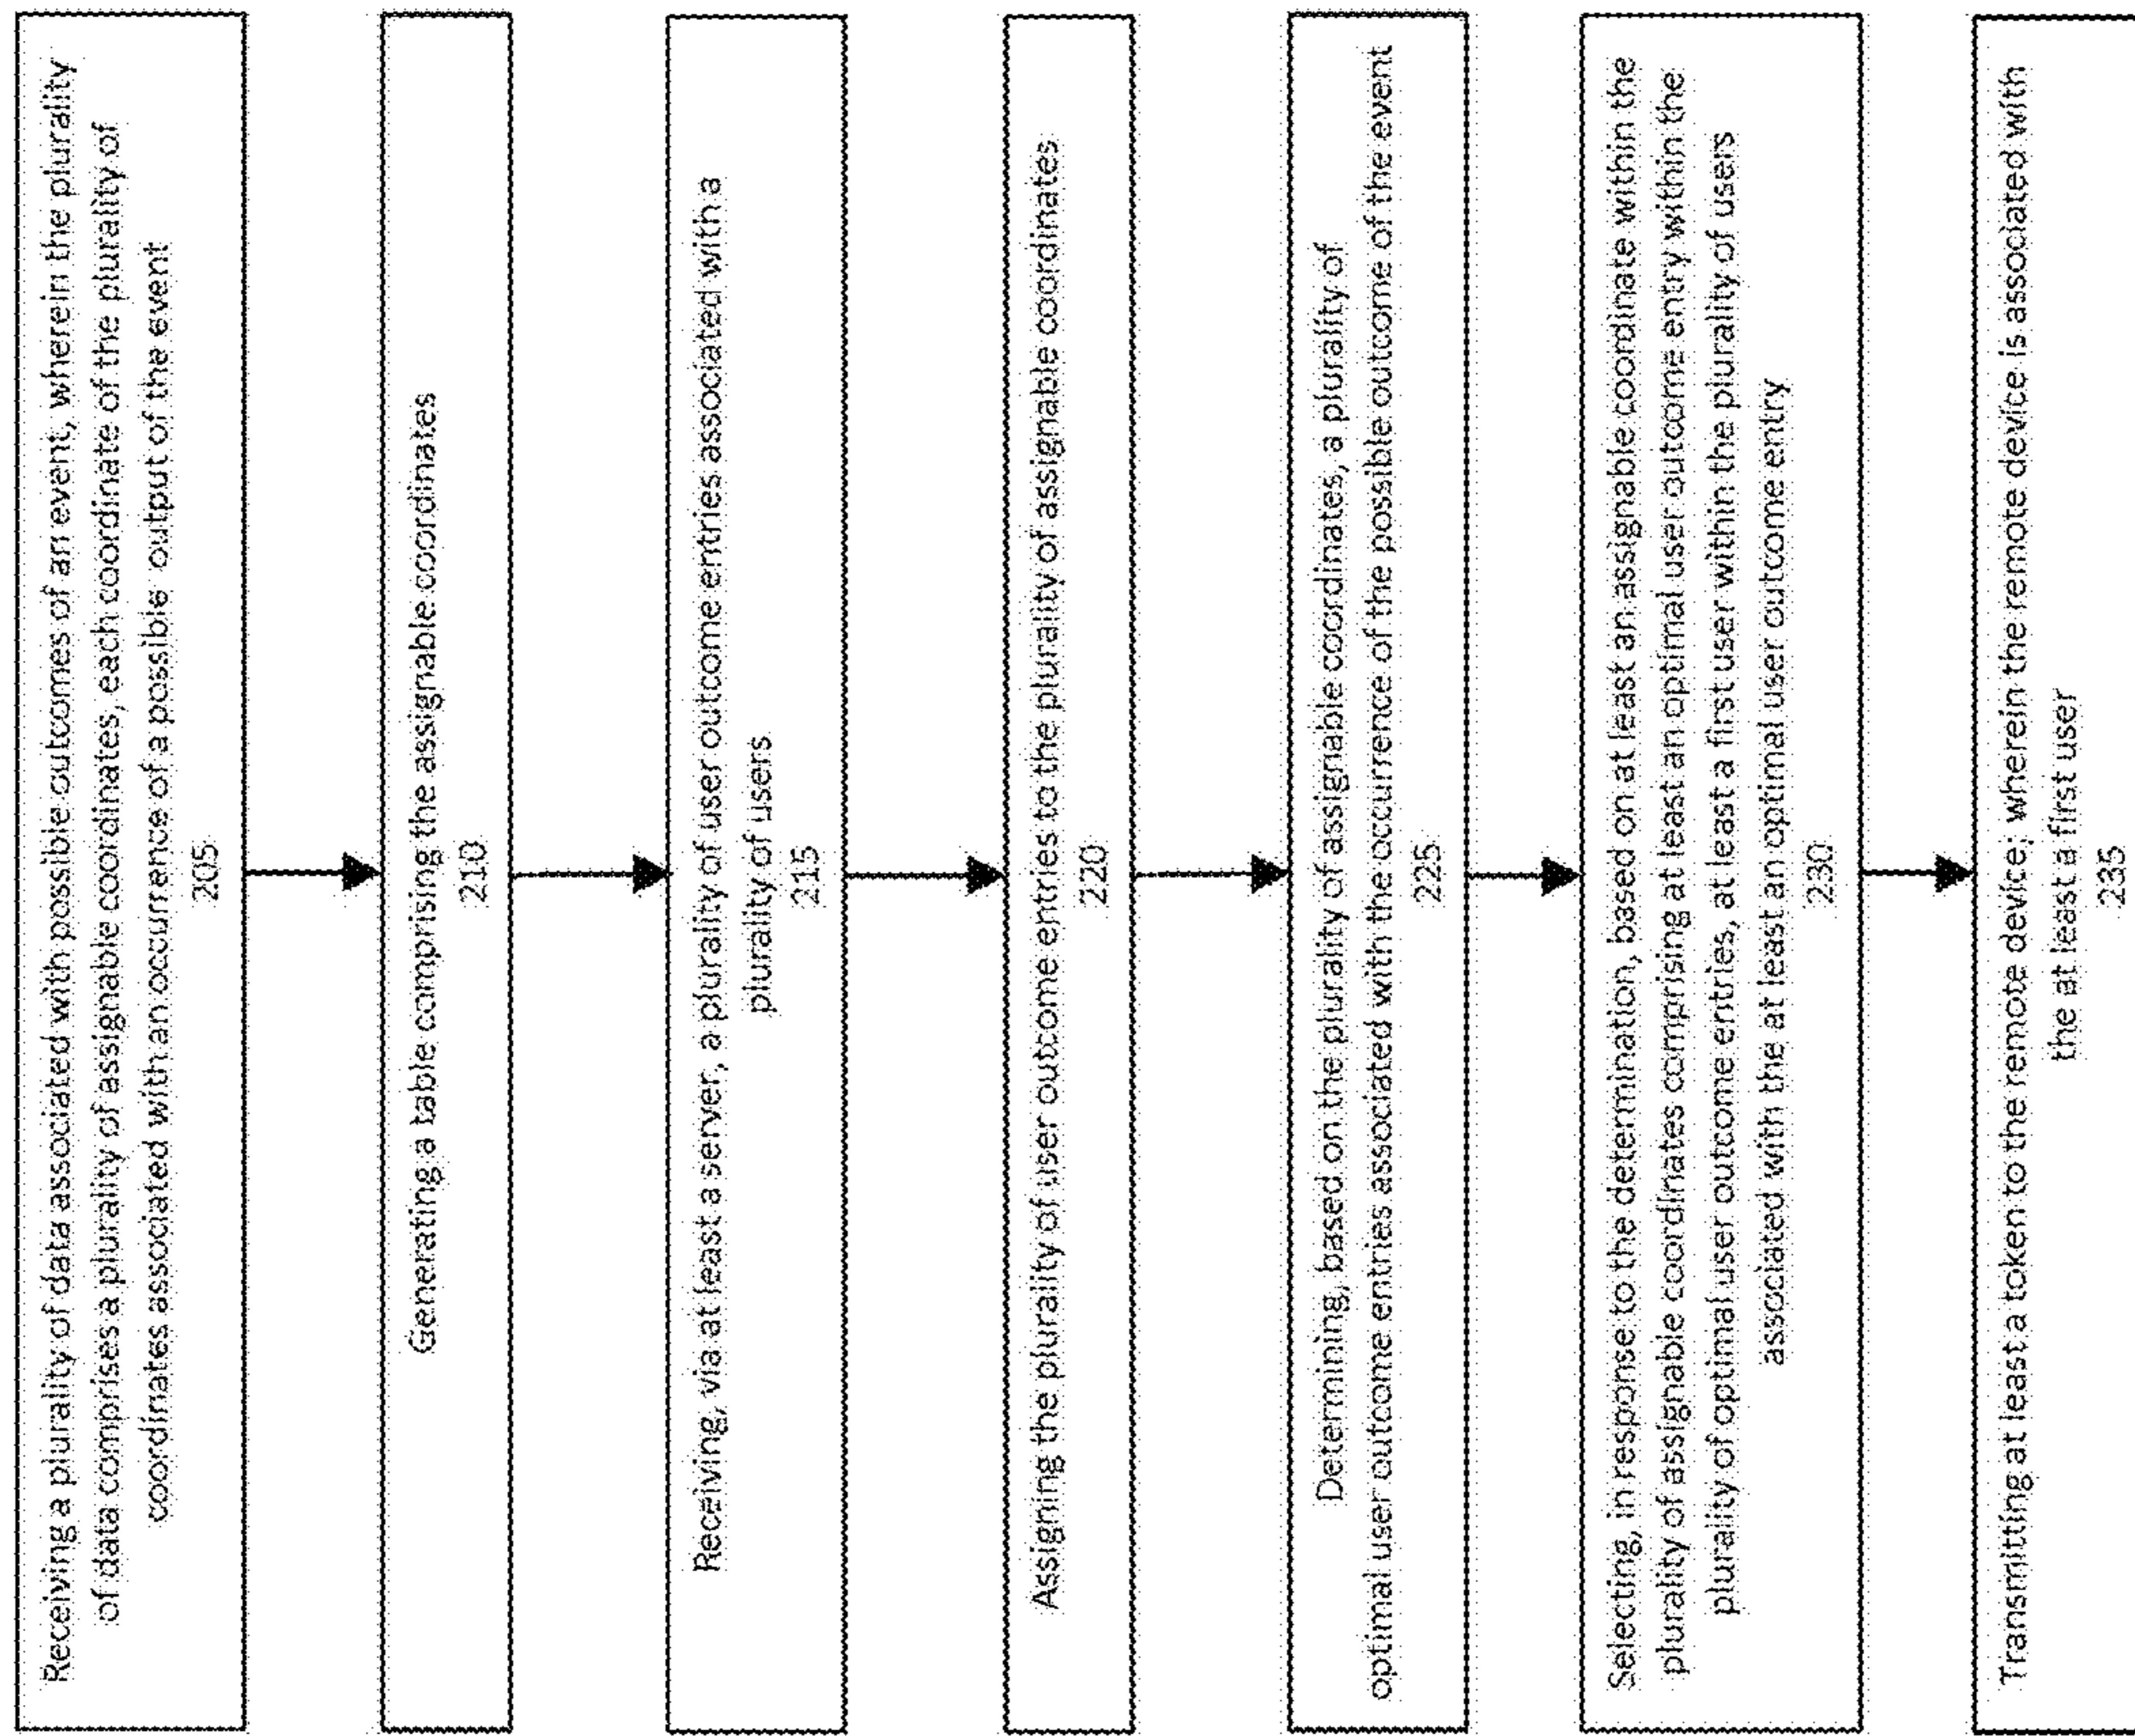 Receiving a plurality of data associated with possible outcomes of an event, wherein the plurality
of data comprises a plurality of assignable coordinates, each coordinate of the plurality of
coordinates associated with an occurrence of a possible output of the event
205
Generating a table comprising the assignable coordinates
210
Receiving, via at least a server, a plurality of user outcome entries associated with a
plurality of users
215
Assigning the plurality of user outcome entries to the plurality of assignable coordinates
220
Determining, based on the plurality of assignable coordinates, a plurality of
optimal user outcome entries associated with the occurrence of the possible outcome of the event
225
Selecting, in response to the determination, based on at least an assignable coordinate within the
plurality of assignable coordinates comprising at least an optimal user outcome entry within the
plurality of optimal user outcome entries, at least a first user within the plurality of users
associated with the at least an optimal user outcome entry
230
Transmitting at least a token to the remote device; wherein the remote device is associated with
the at least a first user
235